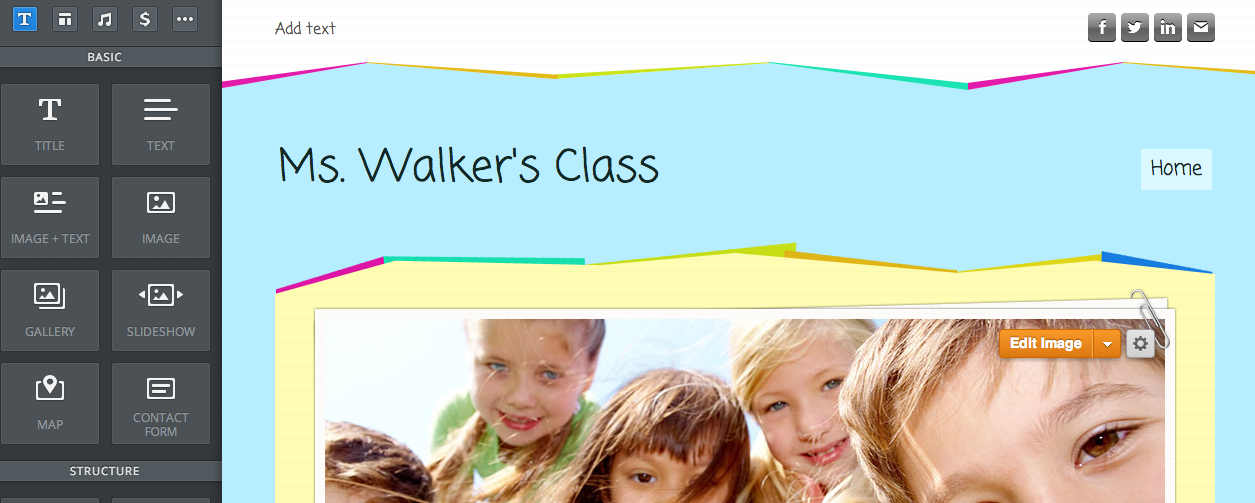 T
$
BASIC
T
TITLE
TEXT
IMAGE + TEXT
IMAGE
GALLERY
SLIDESHOW
MAP
CONTACT
FORM
STRUCTURE
Add text
f
in
Ms. Walker's Class
Home
Edit Image